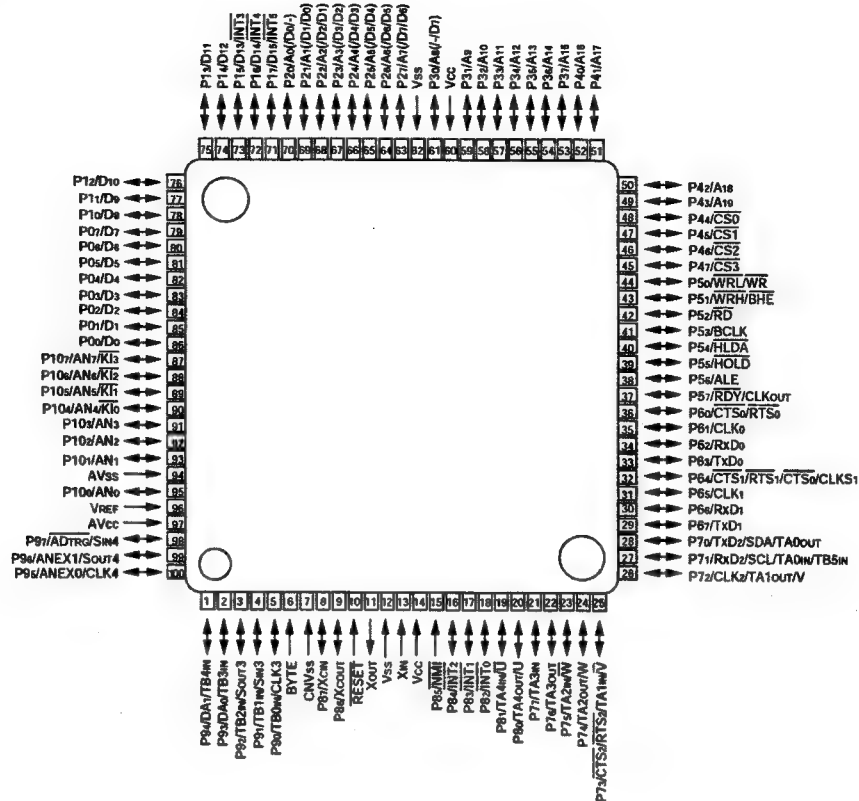 P13/D11
P14/D12
P15/D13/INT3
P16/D14/INT4
P17/D15/INT5
P20/A0(/D0/-)
P21/A1(/D1/D0)
P22/A2(/D2/D1)
P23/A3(/D3/D2)
P24/A4(/D4/D3)
P25/A5(/D5/D4)
P26/A6(/D6/D5)
P27/A7(/D7/D6)
Vss
P30/A8(/-/D7)
Vcc
P31/A9
P32/A10
P33/A11
P34/A12
P35/A13
P36/A14
P37/A15
P40/A16
P41/A17
75 74 73 72 71 70 69 68 67 66 65 64 63 62 61 60 59 58 57 56 55 54 53 52 51
P12/D10 76
P11/D9 77
P10/D8 78
P07/D7 79
P06/D6 80
P05/D5 81
P04/D4 82
P03/D3 83
P02/D2 84
P01/D1 85
P00/D0 86
P107/AN7/KI3 87
P106/AN6/KI2 88
P105/AN5/KI1 89
P104/AN4/KI0 90
P103/AN3 91
P102/AN2 92
P101/AN1 93
AVss 94
P100/AN0 95
VREF 96
AVcc 97
P97/ADTRG/SIN4 98
P96/ANEX1/SOUT4 99
P95/ANEX0/CLK4 100
50 P42/A18
49 P43/A19
48 P44/CS0
47 P45/CS1
46 P46/CS2
45 P47/CS3
44 P50/WRL/WR
43 P51/WRH/BHE
42 P52/RD
41 P53/BCLK
40 P54/HLDA
39 P55/HOLD
38 P56/ALE
37 P57/RDY/CLKOUT
36 P60/CTS0/RTS0
35 P61/CLK0
34 P62/RxD0
33 P63/TxD0
32 P64/CTS1/RTS1/CTS0/CLKS1
31 P65/CLK1
30 P66/RxD1
29 P67/TxD1
28 P70/TxD2/SDA/TA0OUT
27 P71/RxD2/SCL/TA0IN/TB5IN
26 P72/CLK2/TA1OUT/V
1 2 3 4 5 6 7 8 9 10 11 12 13 14 15 16 17 18 19 20 21 22 23 24 25
P94/DA1/TB4IN
P93/DA0/TB3IN
P92/TB2IN/SOUT3
P91/TB1IN/SIN3
P90/TB0IN/CLK3
BYTE
CNVss
P87/XCIN
P86/XCOUT
RESET
XOUT
Vss
XIN
Vcc
P85/NMI
P84/INT2
P83/INT1
P82/INT0
P81/TA4IN/U
P80/TA4OUT/U
P77/TA3IN
P76/TA3OUT
P75/TA2IN/W
P74/TA2OUT/W
P73/CTS2/RTS2/TA1IN/V